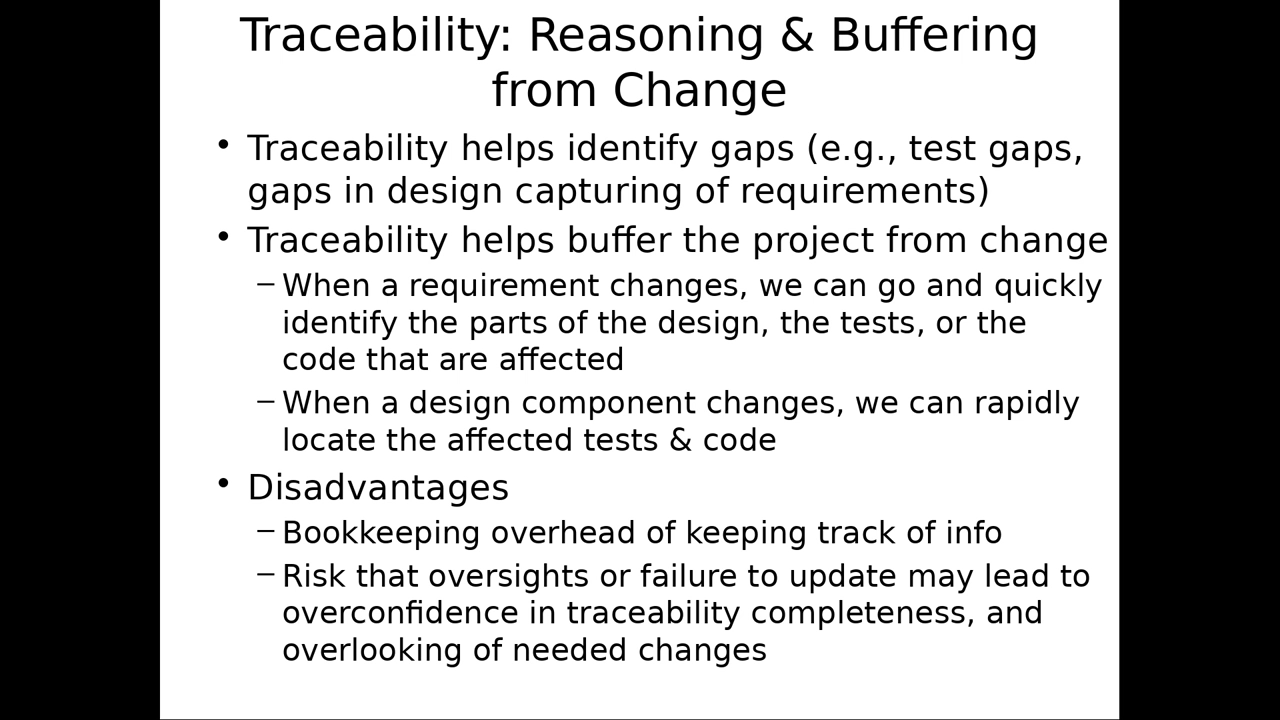 Traceability: Reasoning & Buffering
from Change
• Traceability helps identify gaps (e.g., test gaps,
gaps in design capturing of requirements)
• Traceability helps buffer the project from change
– When a requirement changes, we can go and quickly
identify the parts of the design, the tests, or the
code that are affected
– When a design component changes, we can rapidly
locate the affected tests & code
• Disadvantages
– Bookkeeping overhead of keeping track of info
– Risk that oversights or failure to update may lead to
overconfidence in traceability completeness, and
overlooking of needed changes